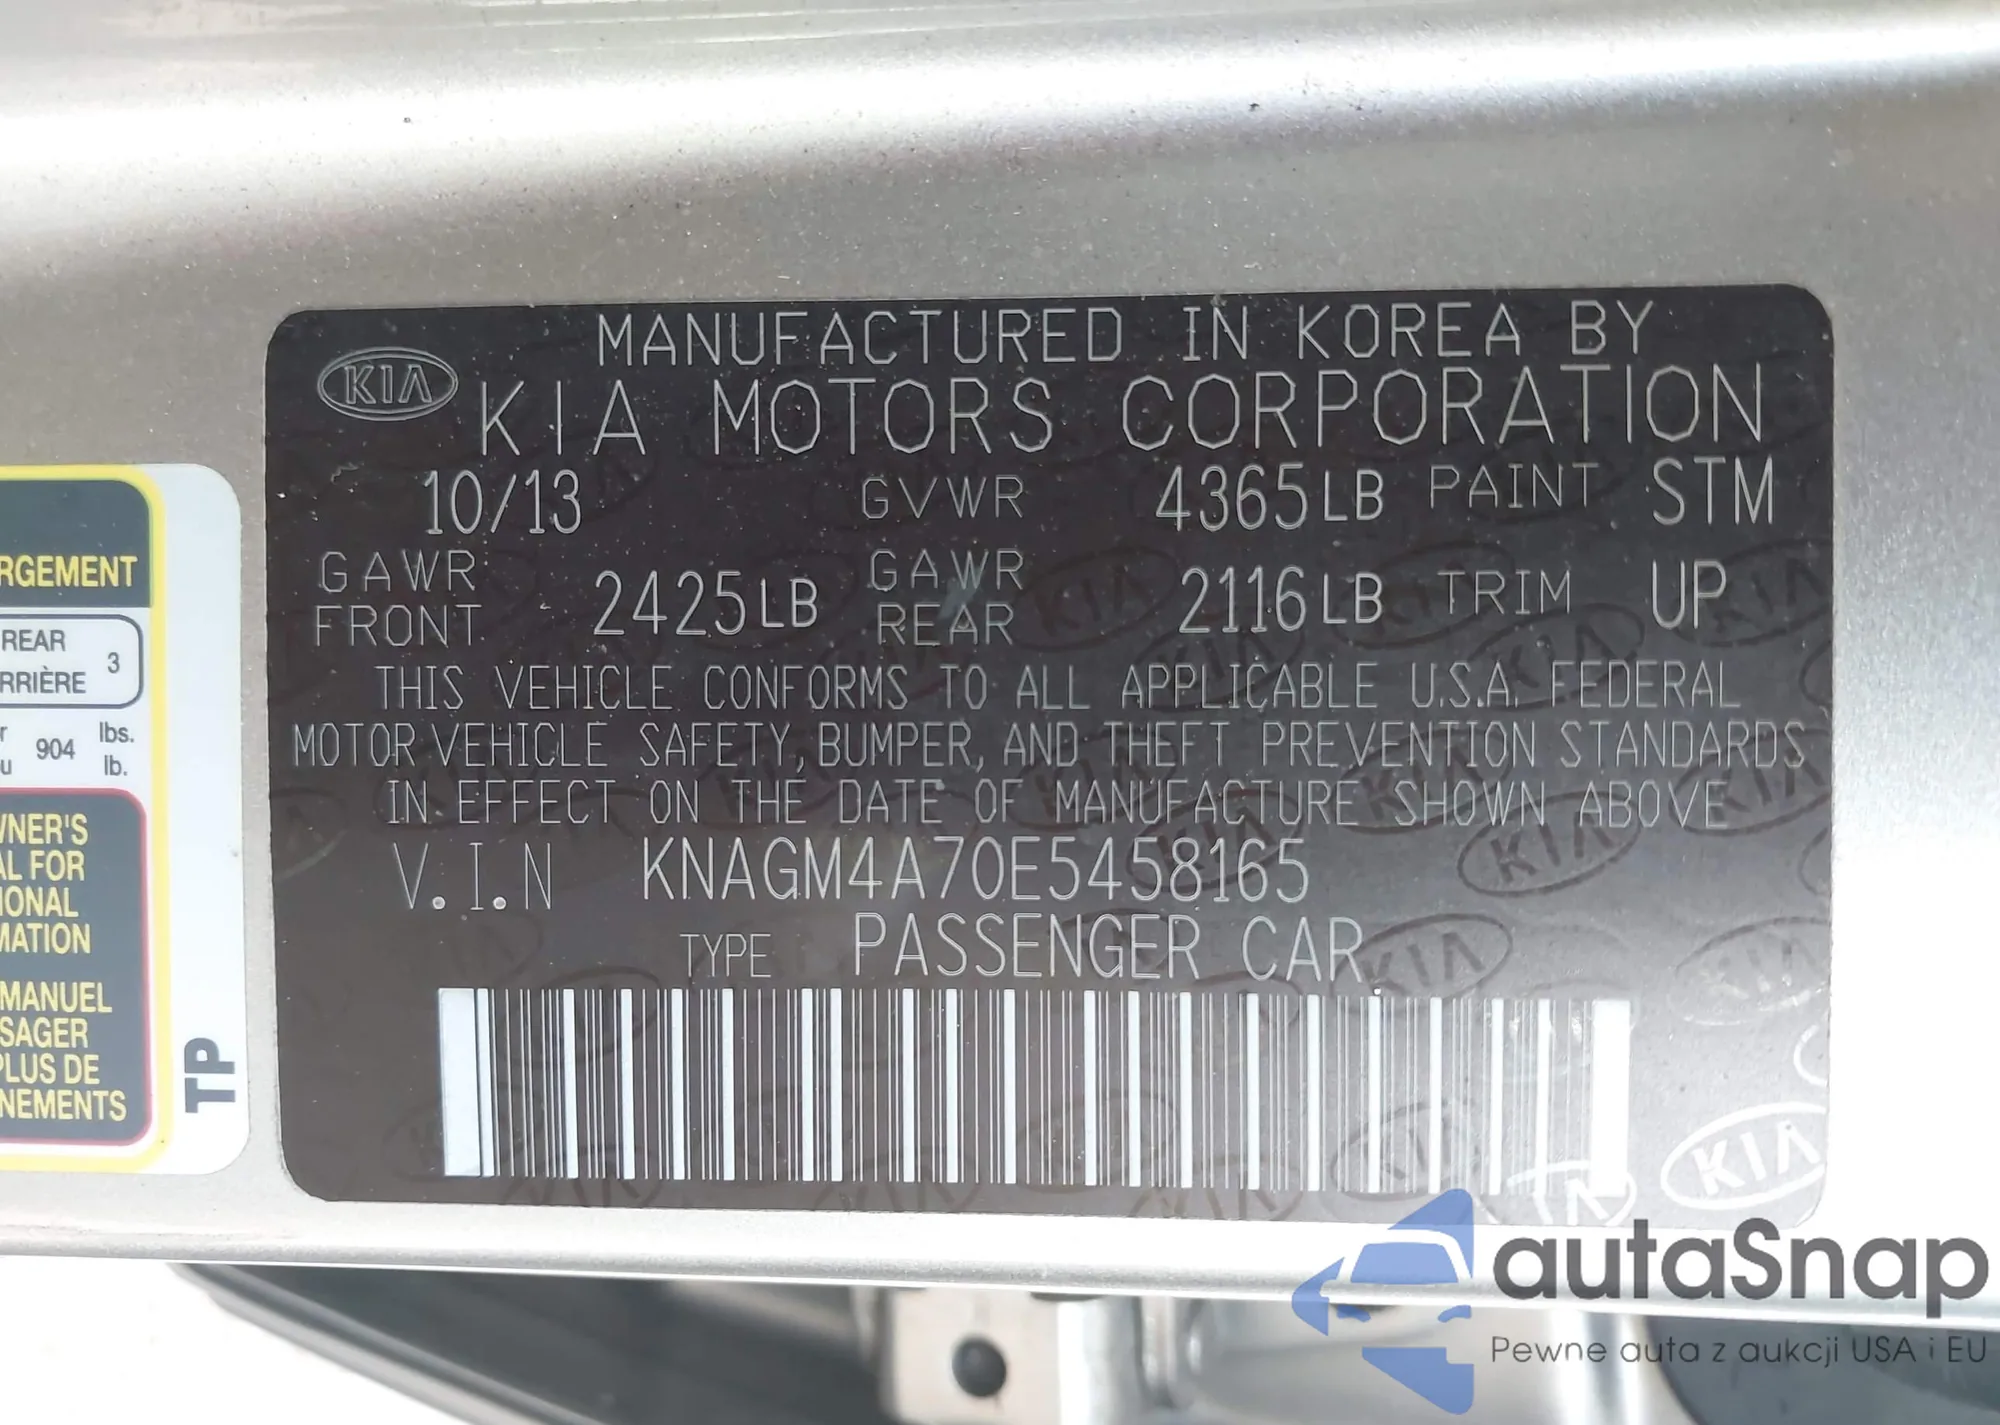 MANUFACTURED IN KOREA BY
KIA KIA MOTORS CORPORATION
10/13 GVWR 4365LB PAINT STM
GAWR FRONT 2425LB GAWR REAR 2116LB TRIM UP
THIS VEHICLE CONFORMS TO ALL APPLICABLE U.S.A. FEDERAL
MOTOR VEHICLE SAFETY, BUMPER, AND THEFT PREVENTION STANDARDS
IN EFFECT ON THE DATE OF MANUFACTURE SHOWN ABOVE
V.I.N KNAGM4A70E5458165
TYPE PASSENGER CAR
KIA
RGEMENT
REAR
RRIÈRE 3
904 lbs.
lb.
WNER'S
AL FOR
IONAL
MATION
MANUEL
SAGER
PLUS DE
NEMENTS
TP
autaSnap
Pewne auta z aukcji USA i EU